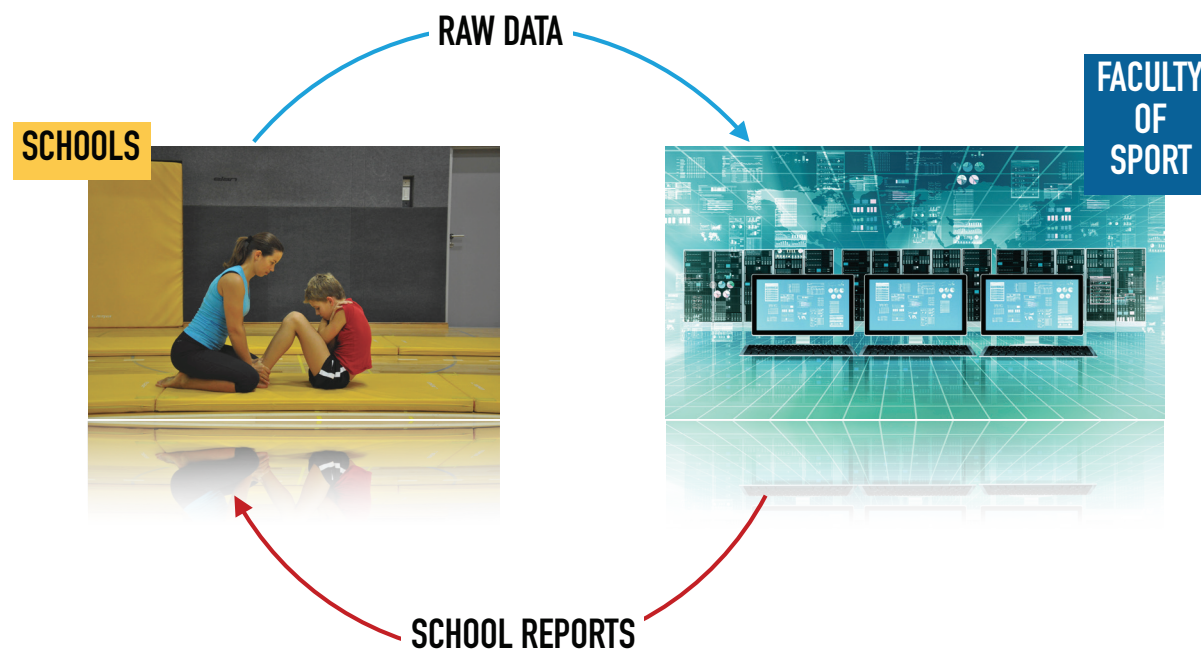 RAW DATA
SCHOOLS
FACULTY
OF
SPORT
SCHOOL REPORTS